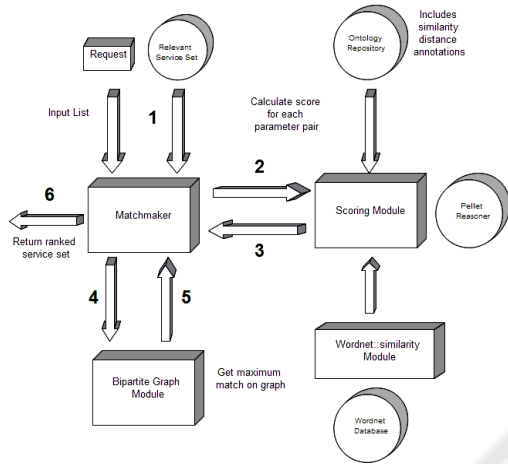 Request
Relevant
Service Set
Ontology
Repository
Includes
similarity
distance
annotations
Input List
1
Calculate score
for each
parameter pair
2
6
Matchmaker
Scoring Module
Pellet
Reasoner
Return ranked
service set
3
4
5
Bipartite Graph
Module
Get maximum
match on graph
Wordnet::similarity
Module
Wordnet
Database